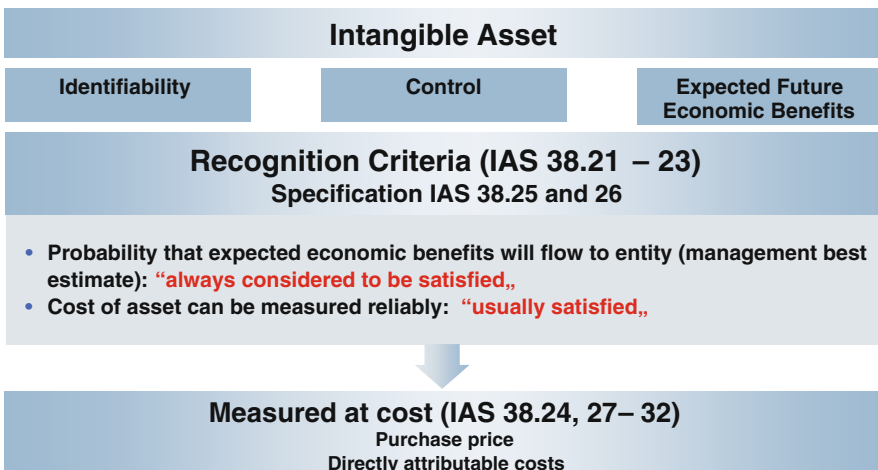 Intangible Asset
Identifiability
Control
Expected Future
Economic Benefits
Recognition Criteria (IAS 38.21 – 23)
Specification IAS 38.25 and 26
• Probability that expected economic benefits will flow to entity (management best
estimate): “always considered to be satisfied„
• Cost of asset can be measured reliably: “usually satisfied„
Measured at cost (IAS 38.24, 27– 32)
Purchase price
Directly attributable costs